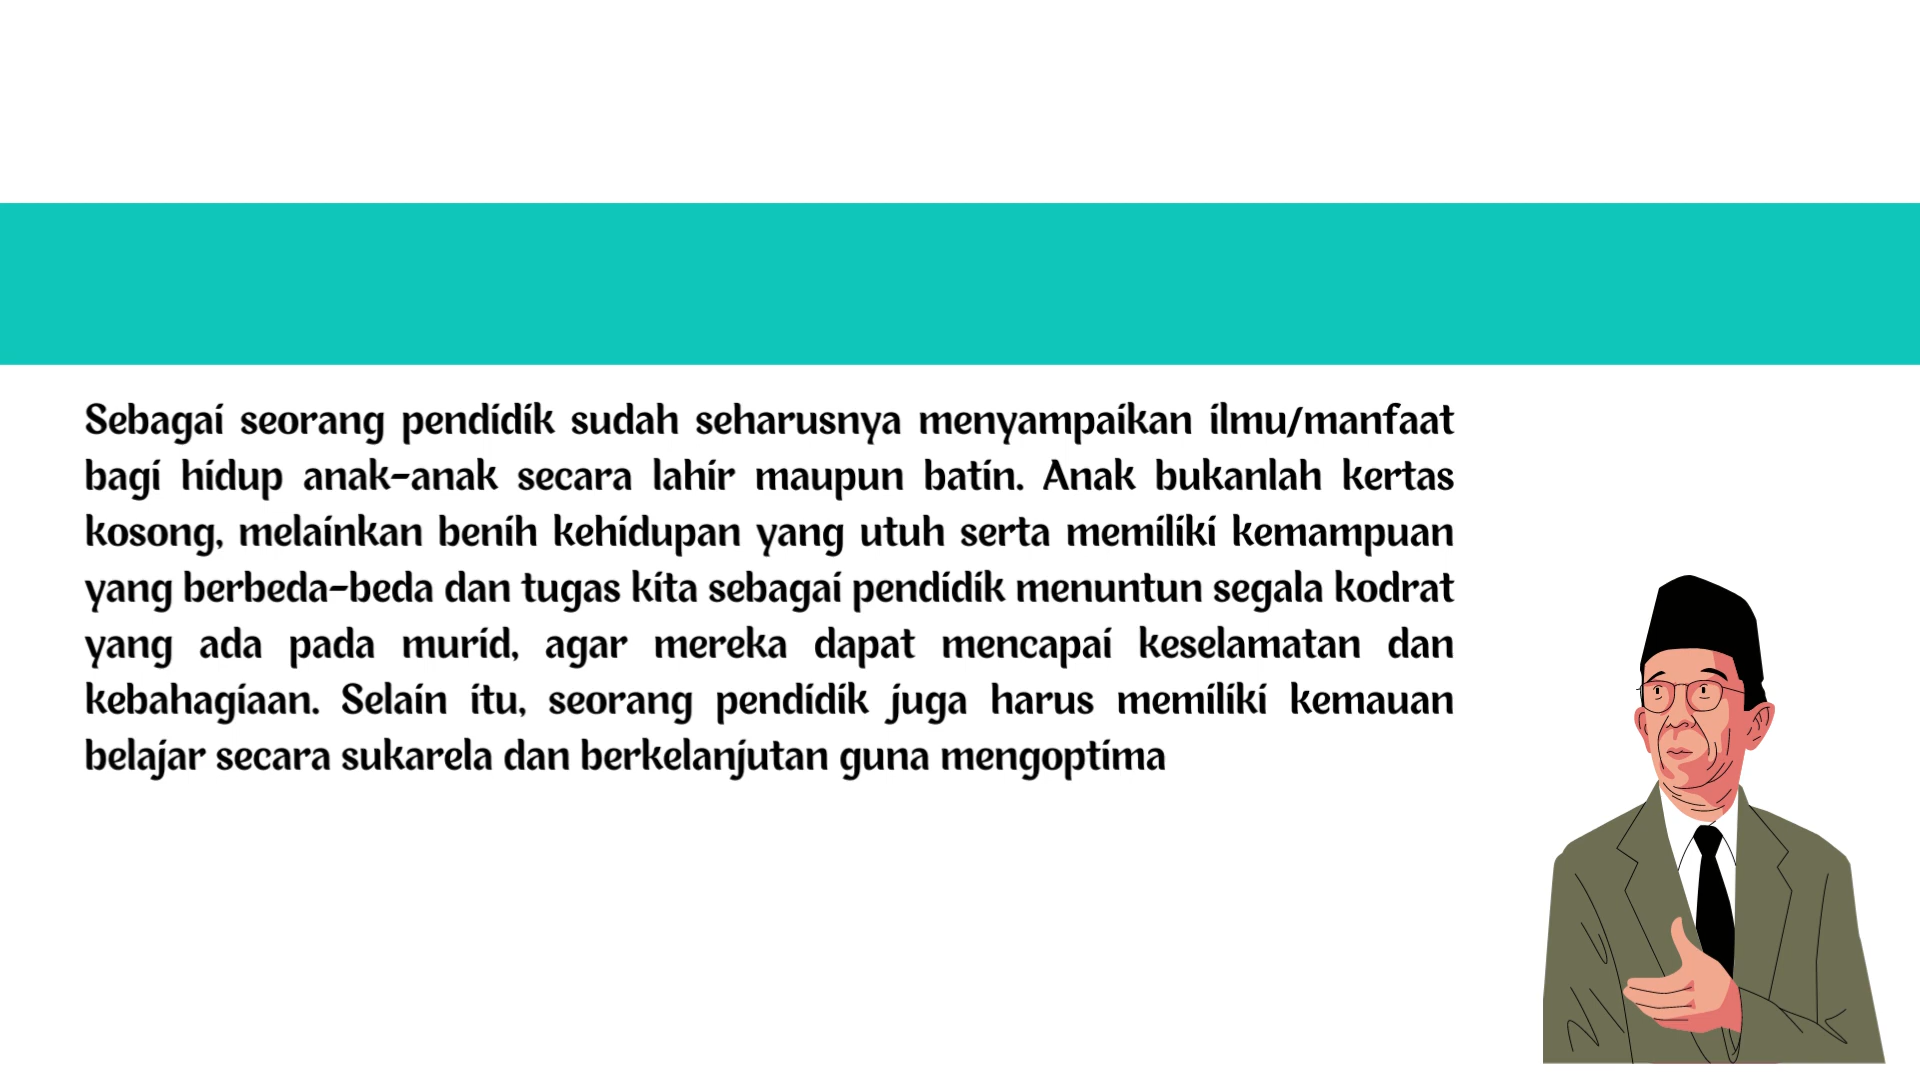 Sebagai seorang pendidik sudah seharusnya menyampaikan ilmu/manfaat
bagi hidup anak-anak secara lahir maupun batin. Anak bukanlah kertas
kosong, melainkan benih kehidupan yang utuh serta memiliki kemampuan
yang berbeda-beda dan tugas kita sebagai pendidik menuntun segala kodrat
yang ada pada murid, agar mereka dapat mencapai keselamatan dan
kebahagiaan. Selain itu, seorang pendidik juga harus memiliki kemauan
belajar secara sukarela dan berkelanjutan guna mengoptima